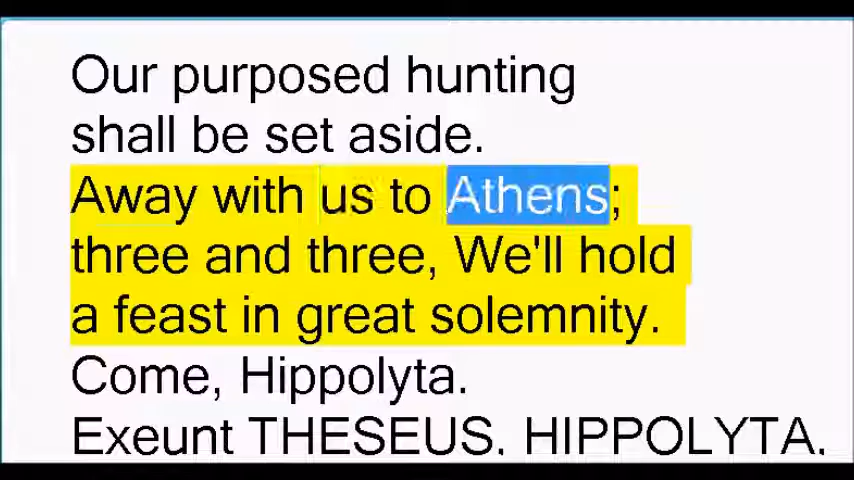 Our purposed hunting
shall be set aside.
Away with us to Athens;
three and three, We'll hold
a feast in great solemnity.
Come, Hippolyta.
Exeunt THESEUS, HIPPOLYTA,